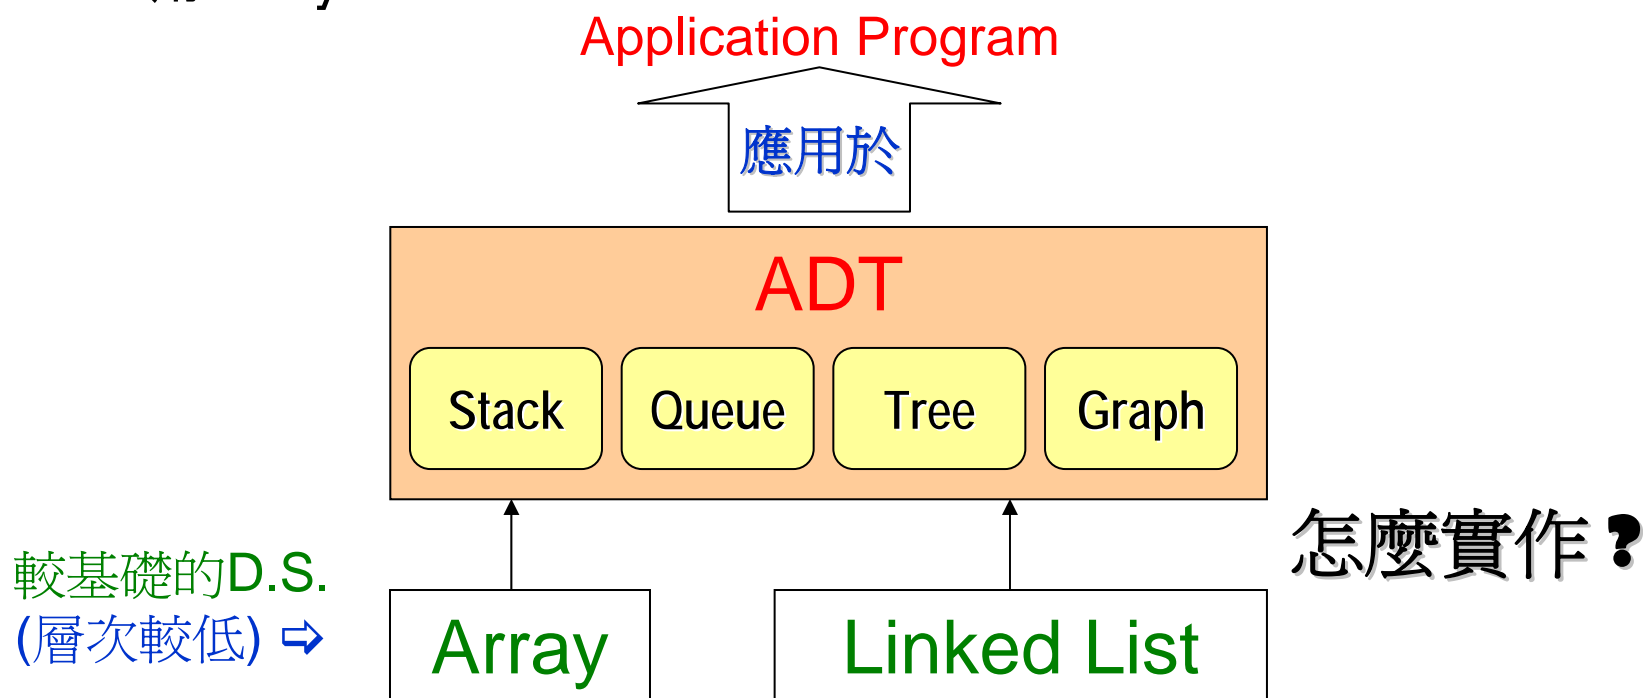 Application Program
應用於
ADT
Stack Queue Tree Graph
怎麼實作？
較基礎的D.S.
(層次較低) ⇨
Array Linked List